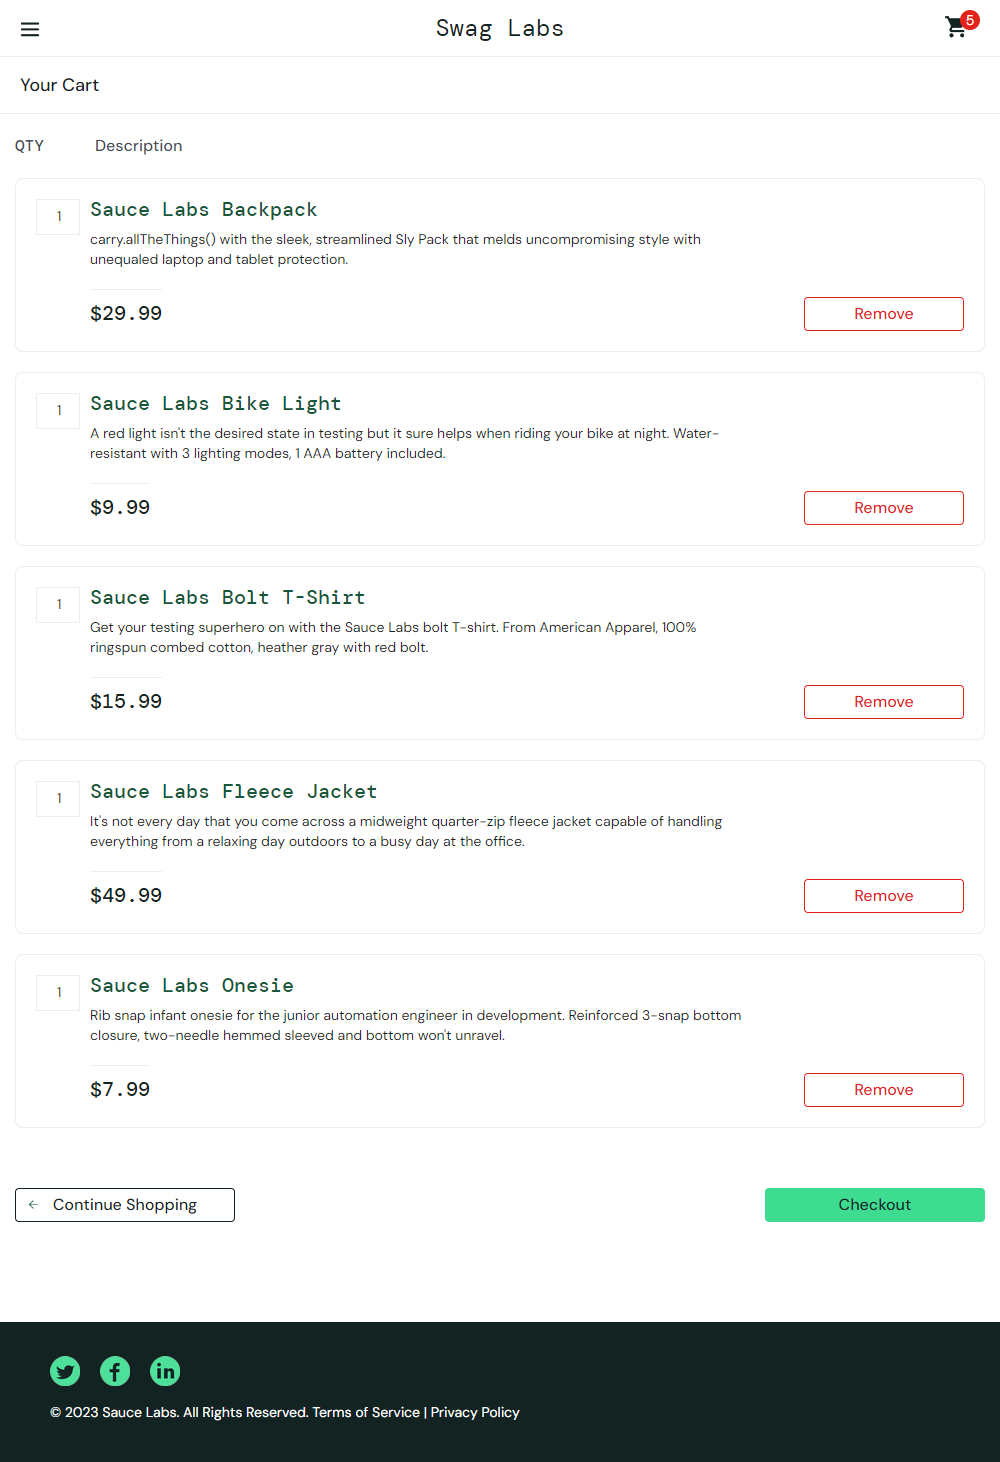 Swag Labs
5
Your Cart
QTY Description
1
Sauce Labs Backpack
carry.allTheThings() with the sleek, streamlined Sly Pack that melds uncompromising style with
unequaled laptop and tablet protection.
$29.99
Remove
1
Sauce Labs Bike Light
A red light isn't the desired state in testing but it sure helps when riding your bike at night. Water-
resistant with 3 lighting modes, 1 AAA battery included.
$9.99
Remove
1
Sauce Labs Bolt T-Shirt
Get your testing superhero on with the Sauce Labs bolt T-shirt. From American Apparel, 100%
ringspun combed cotton, heather gray with red bolt.
$15.99
Remove
1
Sauce Labs Fleece Jacket
It's not every day that you come across a midweight quarter-zip fleece jacket capable of handling
everything from a relaxing day outdoors to a busy day at the office.
$49.99
Remove
1
Sauce Labs Onesie
Rib snap infant onesie for the junior automation engineer in development. Reinforced 3-snap bottom
closure, two-needle hemmed sleeved and bottom won't unravel.
$7.99
Remove
Continue Shopping
Checkout
© 2023 Sauce Labs. All Rights Reserved. Terms of Service | Privacy Policy